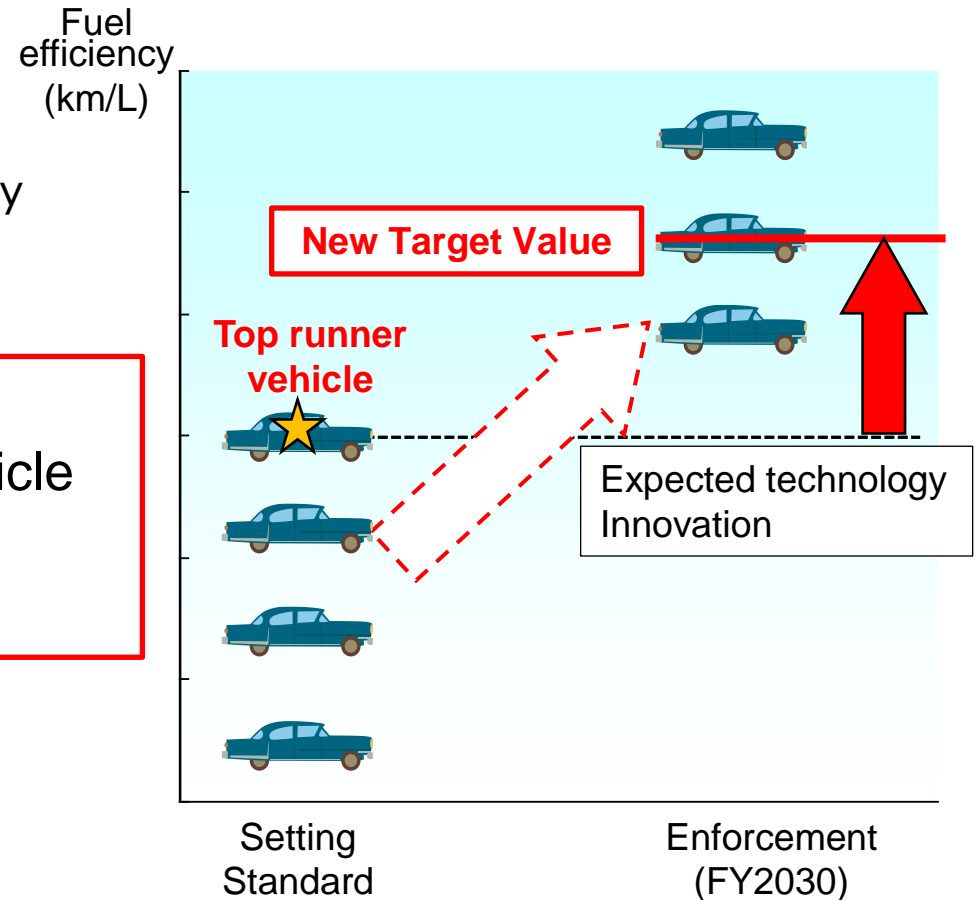 Fuel
efficiency
(km/L)
y
New Target Value
Top runner
vehicle
icle
Expected technology
Innovation
Setting
Standard
Enforcement
(FY2030)